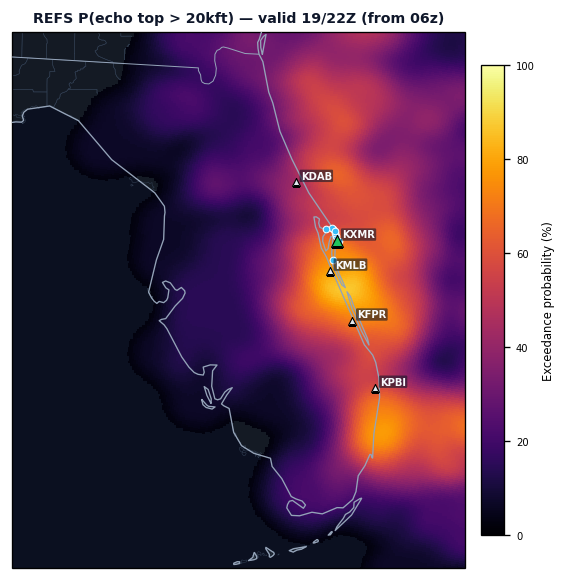 REFS P(echo top > 20kft) — valid 19/22Z (from 06z)
KDAB
KXMR
KMLB
KFPR
KPBI
100
80
60
40
20
0
Exceedance probability (%)